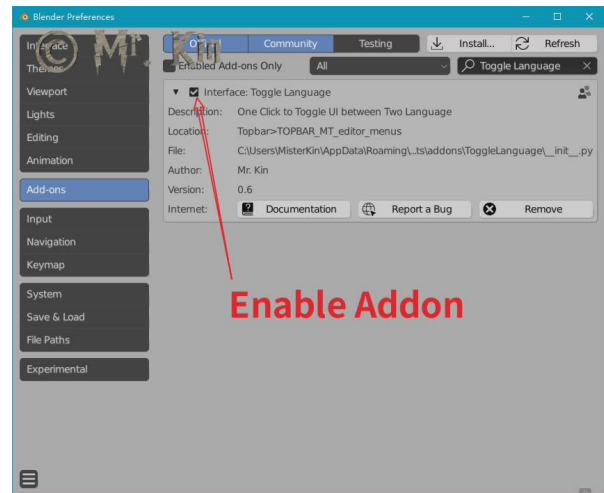 Blender Preferences
© Mr. Kin
Interface
Themes
Viewport
Lights
Editing
Animation
Add-ons
Input
Navigation
Keymap
System
Save & Load
File Paths
Experimental
Community Testing Install... Refresh
Enabled Add-ons Only All Toggle Language
Interface: Toggle Language
Description: One Click to Toggle UI between Two Language
Location: Topbar>TOPBAR_MT_editor_menus
File: C:\Users\MisterKin\AppData\Roaming\..ts\addons\ToggleLanguage\__init__.py
Author: Mr. Kin
Version: 0.6
Internet: Documentation Report a Bug Remove
Enable Addon